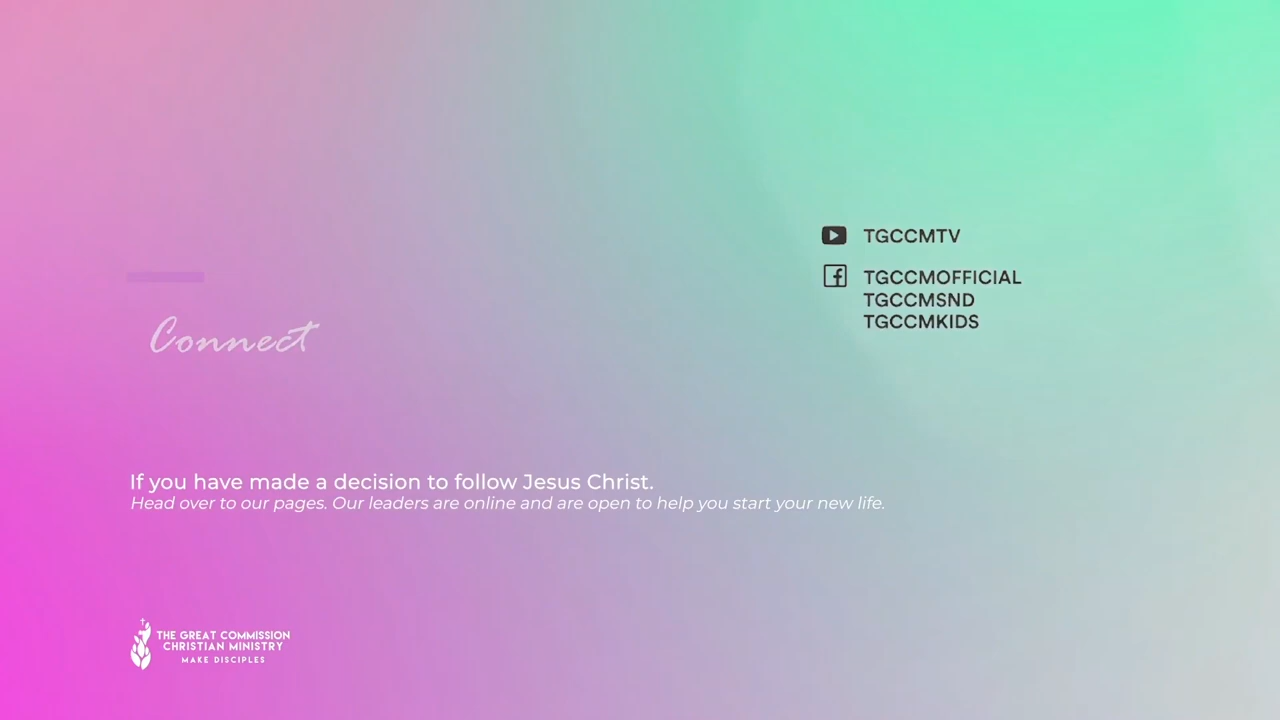 TGCCMTV
TGCCMOFFICIAL
TGCCMSND
TGCCMKIDS
Connect
If you have made a decision to follow Jesus Christ.
Head over to our pages. Our leaders are online and are open to help you start your new life.
THE GREAT COMMISSION
CHRISTIAN MINISTRY
MAKE DISCIPLES